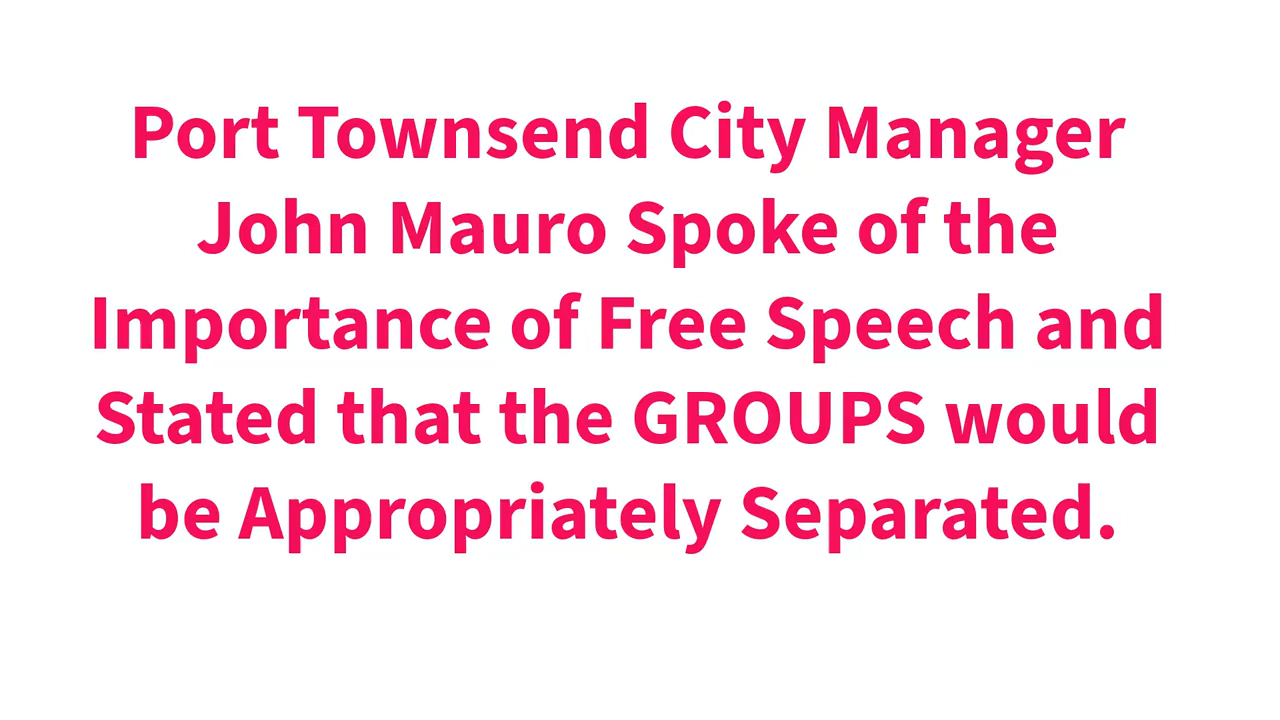 Port Townsend City Manager
John Mauro Spoke of the
Importance of Free Speech and
Stated that the GROUPS would
be Appropriately Separated.